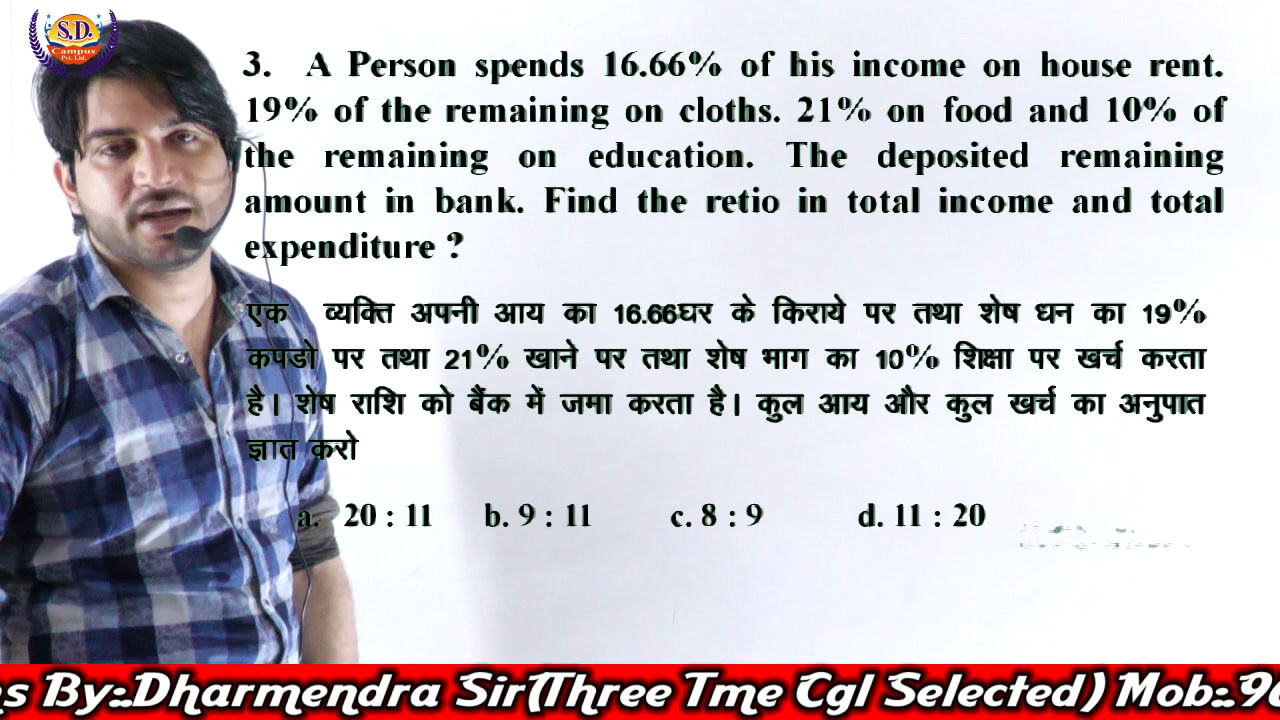 S.D.
Campus
Pvt. Ltd.
3. A Person spends 16.66% of his income on house rent.
19% of the remaining on cloths. 21% on food and 10% of
the remaining on education. The deposited remaining
amount in bank. Find the retio in total income and total
expenditure ?
एक व्यक्ति अपनी आय का 16.66घर के किराये पर तथा शेष धन का 19%
कपडो पर तथा 21% खाने पर तथा शेष भाग का 10% शिक्षा पर खर्च करता
है। शेष राशि को बैंक में जमा करता है। कुल आय और कुल खर्च का अनुपात
ज्ञात करो
a. 20 : 11 b. 9 : 11 c. 8 : 9 d. 11 : 20
s By:.Dharmendra Sir(Three Tme Cgl Selected) Mob:.9